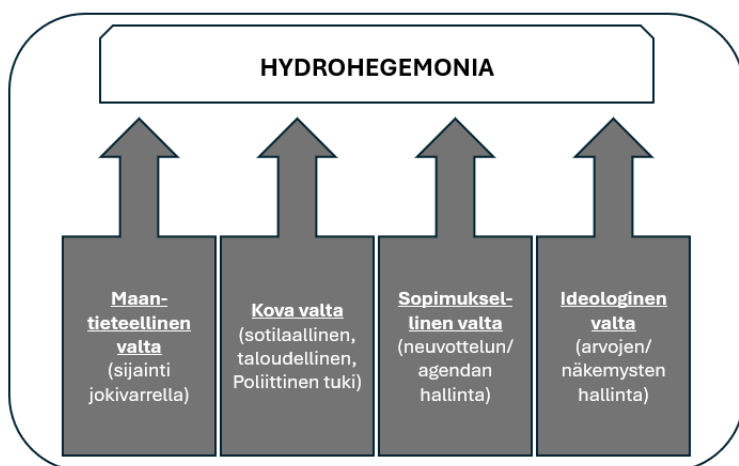 HYDROHEGEMONIA
Maan-
tieteellinen
valta
(sijainti
jokivarrella)
Kova valta
(sotilaallinen,
taloudellinen,
Poliittinen tuki)
Sopimuksel-
linen valta
(neuvottelun/
agendan
hallinta)
Ideologinen
valta
(arvojen/
näkemysten
hallinta)